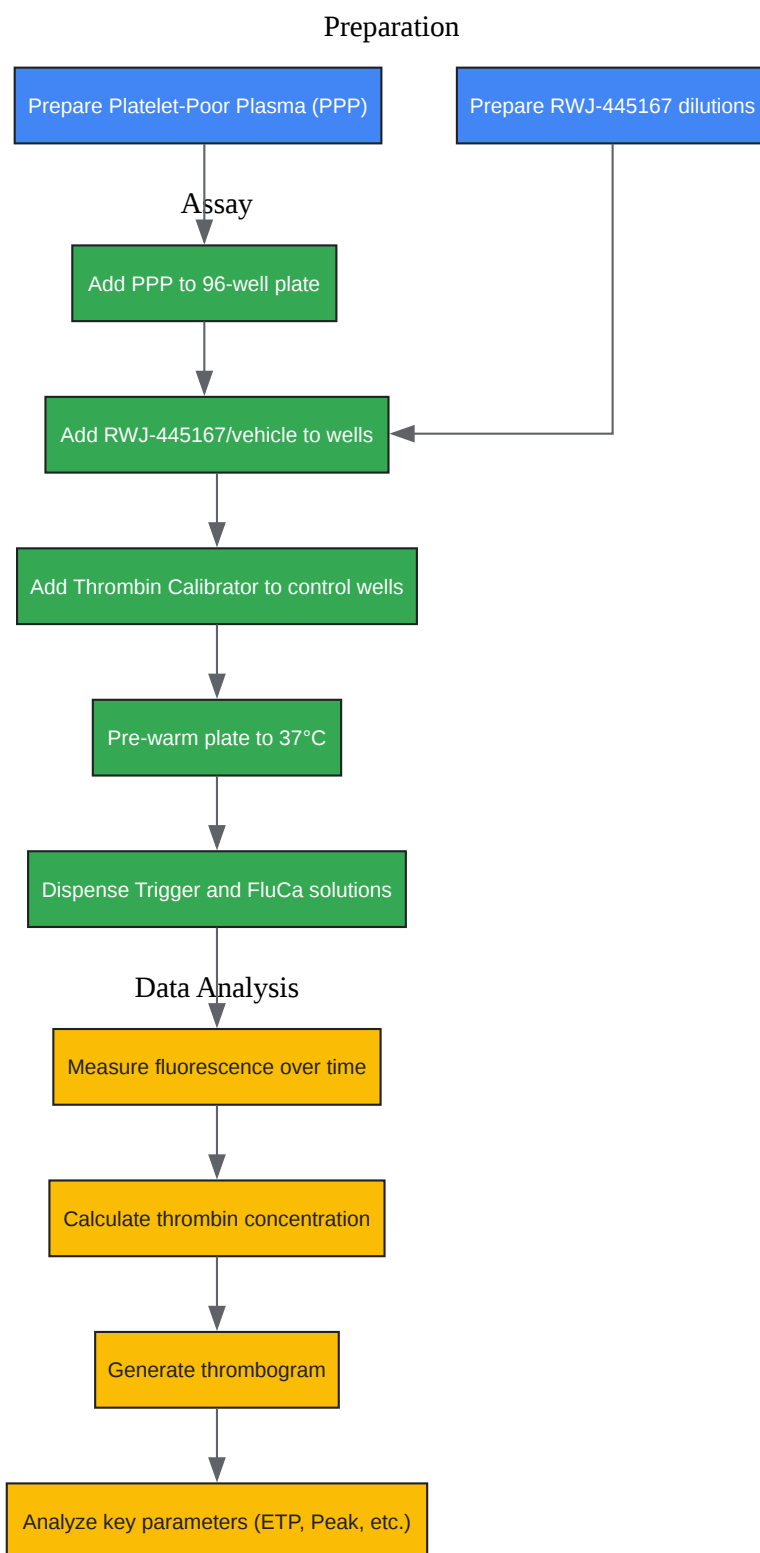 Preparation
Prepare Platelet-Poor Plasma (PPP)
Prepare RWJ-445167 dilutions
Assay
Add PPP to 96-well plate
Add RWJ-445167/vehicle to wells
Add Thrombin Calibrator to control wells
Pre-warm plate to 37°C
Dispense Trigger and FluCa solutions
Data Analysis
Measure fluorescence over time
Calculate thrombin concentration
Generate thrombogram
Analyze key parameters (ETP, Peak, etc.)